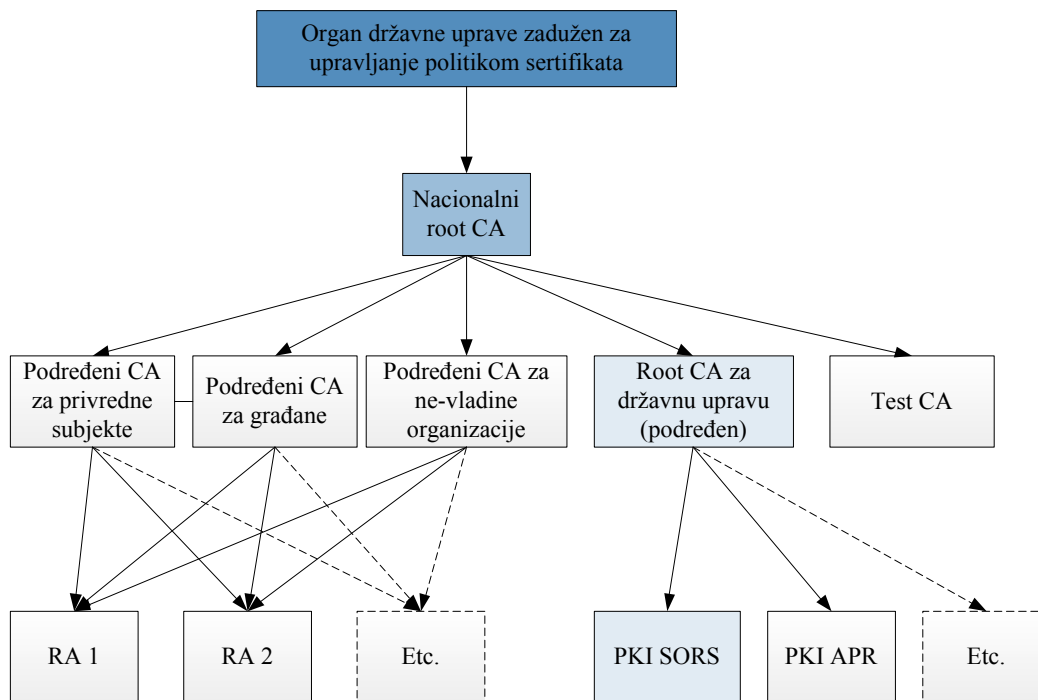 Organ državne uprave zadužen za
upravljanje politikom sertifikata
Nacionalni
root CA
Podređeni CA
za privredne
subjekte
Podređeni CA
za građane
Podređeni CA za
ne-vladine
organizacije
Root CA za
državnu upravu
(podređen)
Test CA
RA 1
RA 2
Etc.
PKI SORS
PKI APR
Etc.